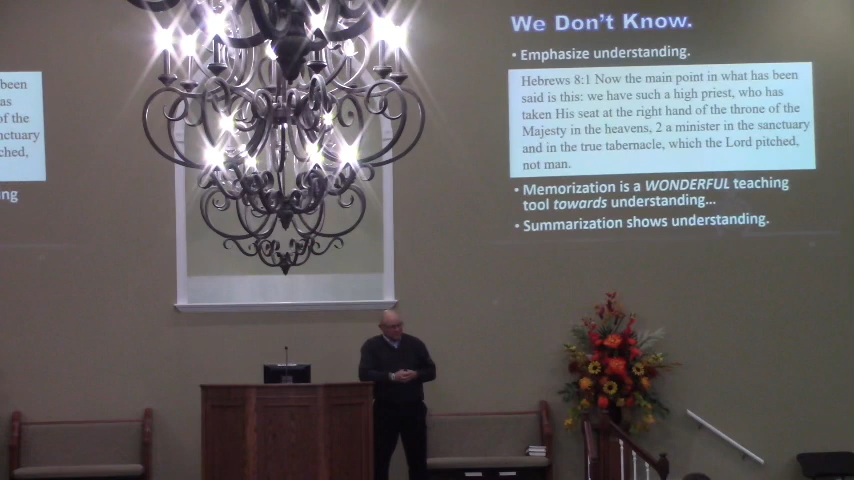 been
as
of the
nctuary
ched,
ng
We Don't Know.
• Emphasize understanding.
Hebrews 8:1 Now the main point in what has been
said is this: we have such a high priest, who has
taken His seat at the right hand of the throne of the
Majesty in the heavens, 2 a minister in the sanctuary
and in the true tabernacle, which the Lord pitched,
not man.
• Memorization is a WONDERFUL teaching
tool towards understanding...
• Summarization shows understanding.